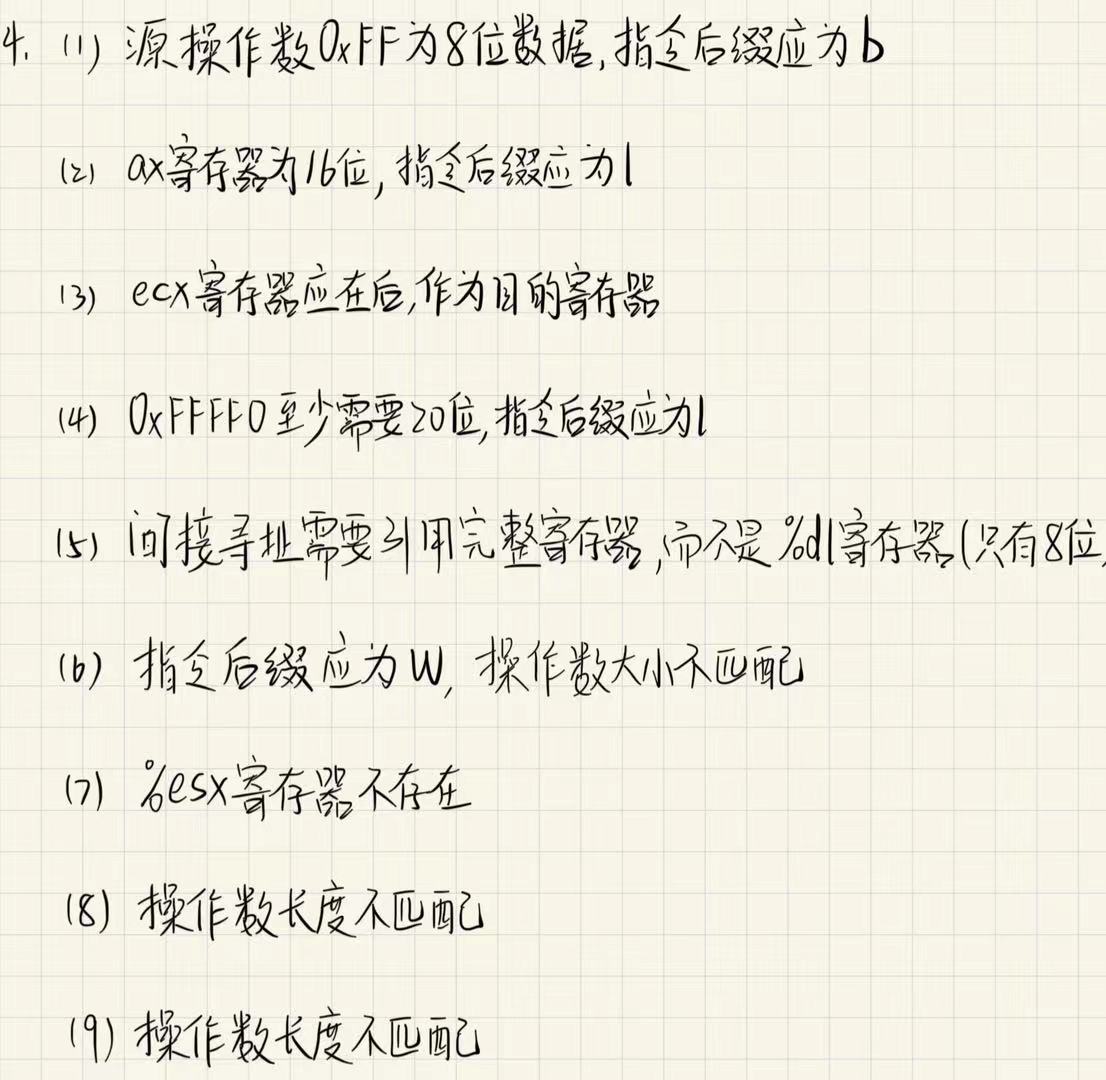 4. (1) 源操作数0xFF为8位数据,指令后缀应为b
(2) ax寄存器为16位,指令后缀应为l
(3) ecx寄存器应在后,作为目的寄存器
(4) 0xFFFF0至少需要20位,指令后缀应为l
(5) 间接寻址需要引用完整寄存器,而不是%dl寄存器(只有8位,
(6) 指令后缀应为W,操作数大小不匹配
(7) %esx寄存器不存在
(8) 操作数长度不匹配
(9) 操作数长度不匹配